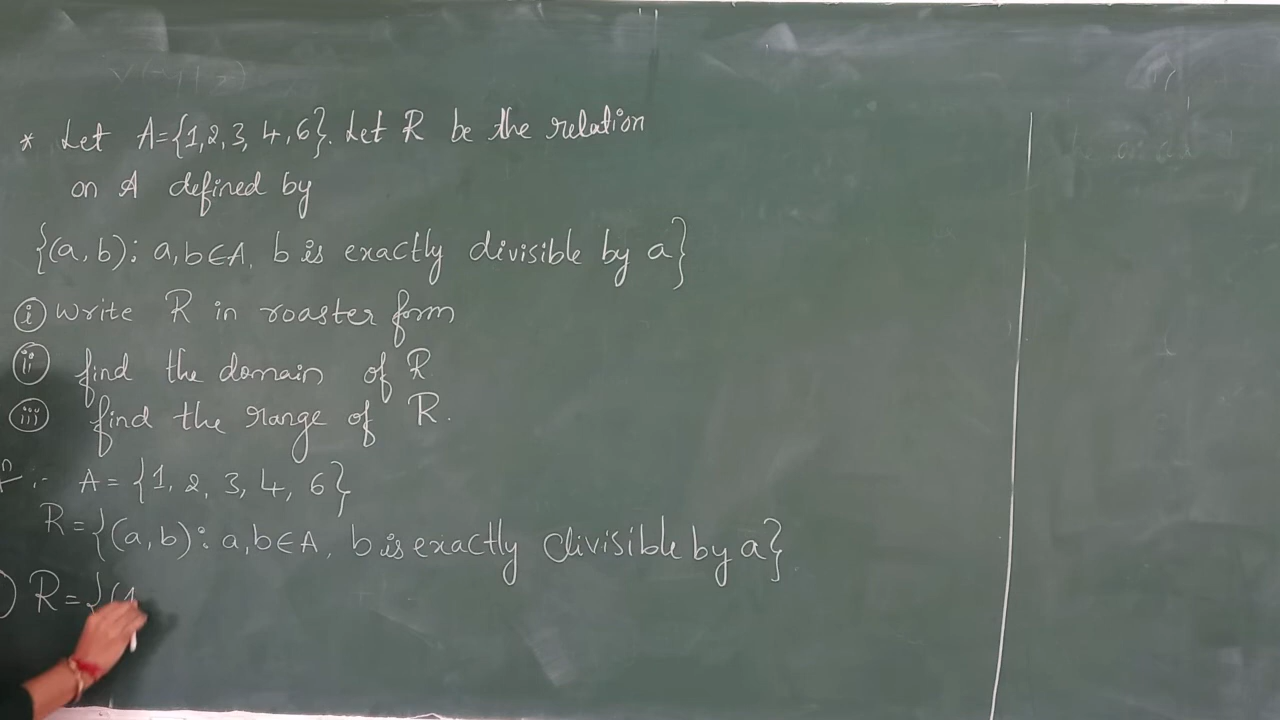 * Let A={1,2,3,4,6}. Let R be the relation
on A defined by
{(a,b): a,b∈A, b is exactly divisible by a}
(i) Write R in roaster form
(ii) find the domain of R
(iii) find the range of R.
A = {1, 2, 3, 4, 6}
R={(a,b): a,b∈A, b is exactly divisible by a}
) R={(1